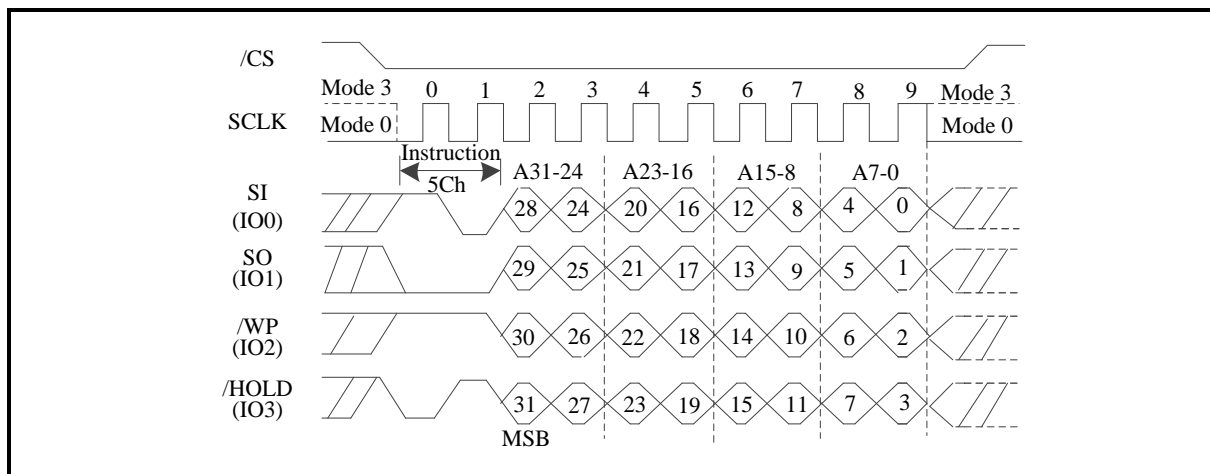 /CS
Mode 3 0 1 2 3 4 5 6 7 8 9 Mode 3
SCLK Mode 0 Mode 0
Instruction
5Ch
A31-24 A23-16 A15-8 A7-0
SI
(IO0)
28 24 20 16 12 8 4 0
SO
(IO1)
29 25 21 17 13 9 5 1
/WP
(IO2)
30 26 22 18 14 10 6 2
/HOLD
(IO3)
31 27 23 19 15 11 7 3
MSB